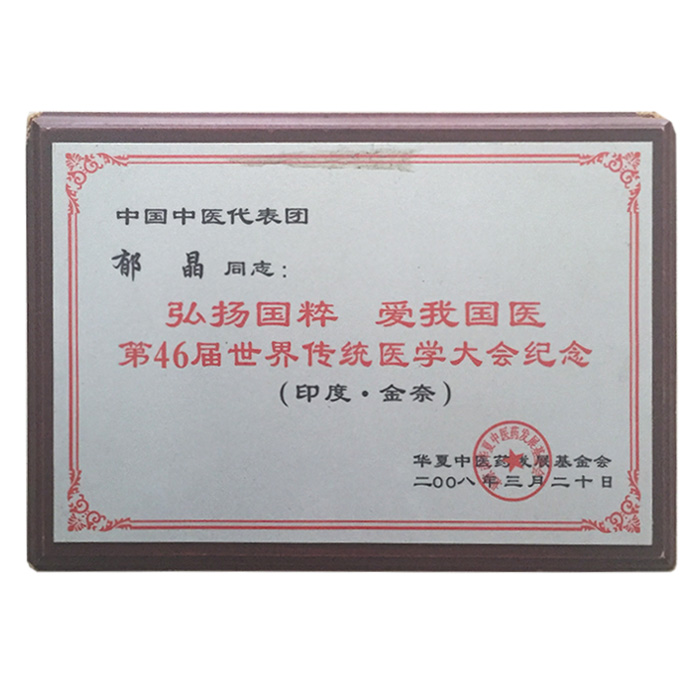 中国中医代表团
郁 晶 同志：
弘扬国粹 爱我国医
第46届世界传统医学大会纪念
（印度·金奈）
华夏中医药发展基金会
二00八年三月二十日